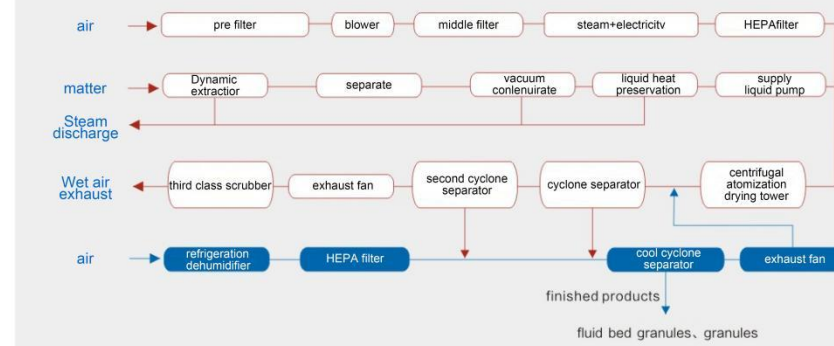 air
pre filter
blower
middle filter
steam+electricitv
HEPAfilter
matter
Dynamic
extractior
separate
vacuum
conlenuirate
liquid heat
preservation
supply
liquid pump
Steam
discharge
Wet air
exhaust
third class scrubber
exhaust fan
second cyclone
separator
cyclone separator
centrifugal
atomization
drying tower
air
refrigeration
dehumidifier
HEPA filter
cool cyclone
separator
exhaust fan
finished products
fluid bed granules、granules